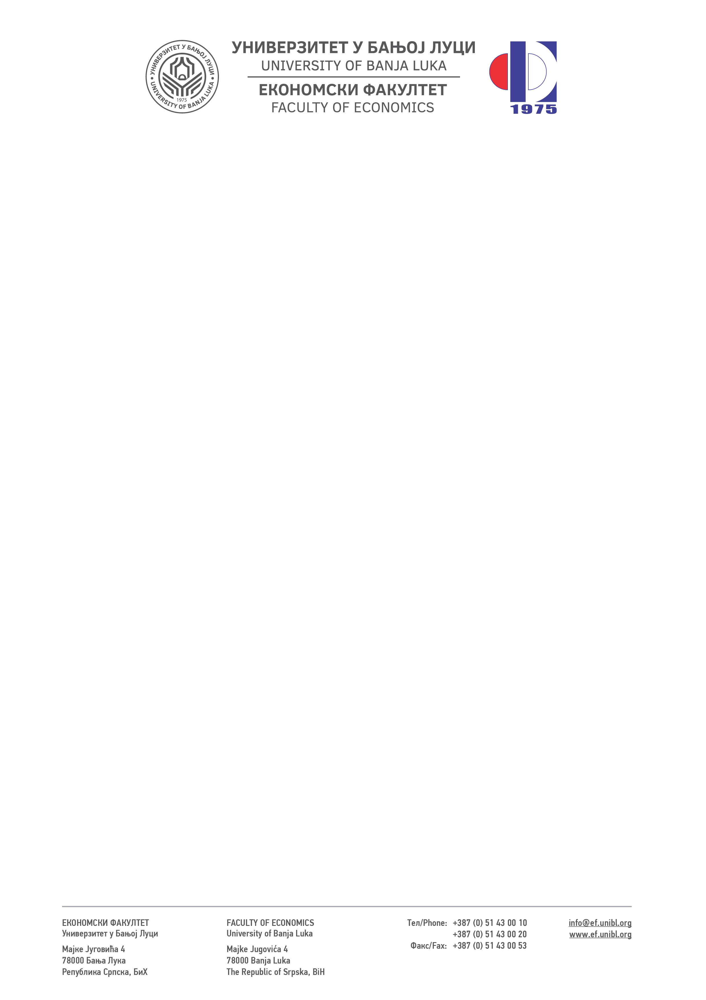 УНИВЕРЗИТЕТ У БАЊОЈ ЛУЦИ
UNIVERSITY OF BANJA LUKA
1975
УНИВЕРЗИТЕТ У БАЊОЈ ЛУЦИ
UNIVERSITY OF BANJA LUKA
ЕКОНОМСКИ ФАКУЛТЕТ
FACULTY OF ECONOMICS
1975
ЕКОНОМСКИ ФАКУЛТЕТ
Универзитет у Бањој Луци
Мајке Југовића 4
78000 Бања Лука
Република Српска, БиХ
FACULTY OF ECONOMICS
University of Banja Luka
Majke Jugovića 4
78000 Banja Luka
The Republic of Srpska, BiH
Тел/Phone: +387 (0) 51 43 00 10
+387 (0) 51 43 00 20
Факс/Fax: +387 (0) 51 43 00 53
info@ef.unibl.org
www.ef.unibl.org